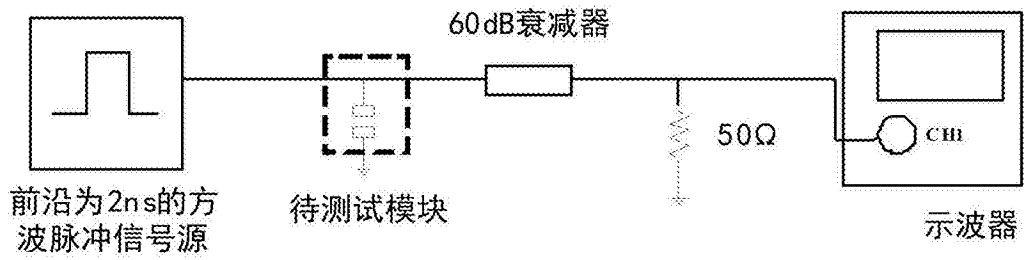 60dB衰减器
50Ω
CH1
前沿为2ns的方
波脉冲信号源
待测试模块
示波器